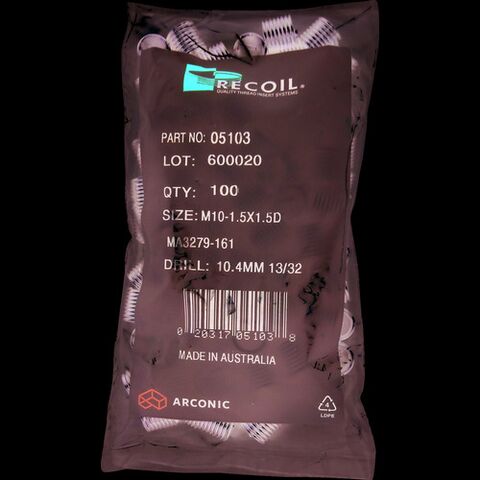 RECOIL®
QUALITY THREAD INSERT SYSTEMS
PART NO: 05103
LOT: 600020
QTY: 100
SIZE: M10-1.5X1.5D
MA3279-161
DRILL: 10.4MM 13/32
0 20317 05103 8
MADE IN AUSTRALIA
ARCONIC
4
LDPE